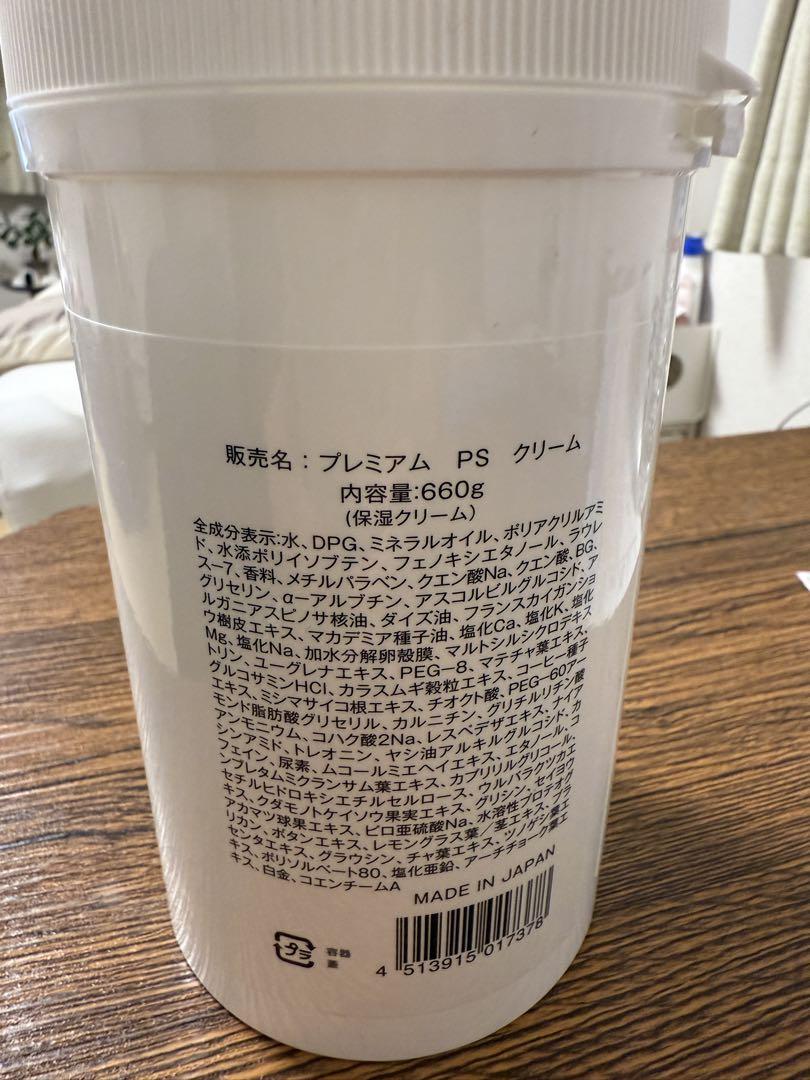 販売名：プレミアム PS クリーム
内容量:660g
(保湿クリーム)
全成分表示:水、DPG、ミネラルオイル、ポリアクリルアミ
ド、水添ポリイソブテン、フェノキシエタノール、ラウレ
ス－7、香料、メチルパラベン、クエン酸Na、クエン酸、BG、
グリセリン、α－アルブチン、アスコルビルグルコシド、ア
ルガニアスピノサ核油、ダイズ油、フランスカイガンショ
ウ樹皮エキス、マカデミア種子油、塩化Ca、塩化K、塩化
Mg、塩化Na、加水分解卵殻膜、マルトシルシクロデキス
トリン、ユーグレナエキス、PEG－8、マテチャ葉エキス、
グルコサミンHCl、カラスムギ穀粒エキス、コーヒー種子
エキス、ミシマサイコ根エキス、チオクト酸、PEG－60アー
モンド脂肪酸グリセリル、カルニチン、グリチルリチン酸
アンモニウム、コハク酸2Na、レスペデザエキス、ナイア
シンアミド、トレオニン、ヤシ油アルキルグルコシド、カ
フェイン、尿素、ムコールミエヘイエキス、エタノール、コ
ンブレタムミクランサム葉エキス、カプリリルグリコール、
セチルヒドロキシエチルセルロース、ウルバラクツカエ
キス、クダモノトケイソウ果実エキス、グリシン、セイヨウ
アカマツ球果エキス、ピロ亜硫酸Na、水溶性プロテオグ
リカン、ボタンエキス、レモングラス葉／茎エキス、プラ
センタエキス、グラウシン、チャ葉エキス、ツノゲシ葉エ
キス、ポリソルベート80、塩化亜鉛、アーチチョーク葉エ
キス、白金、コエンチームA
MADE IN JAPAN
プラ 容器
蓋
4 513915 017378